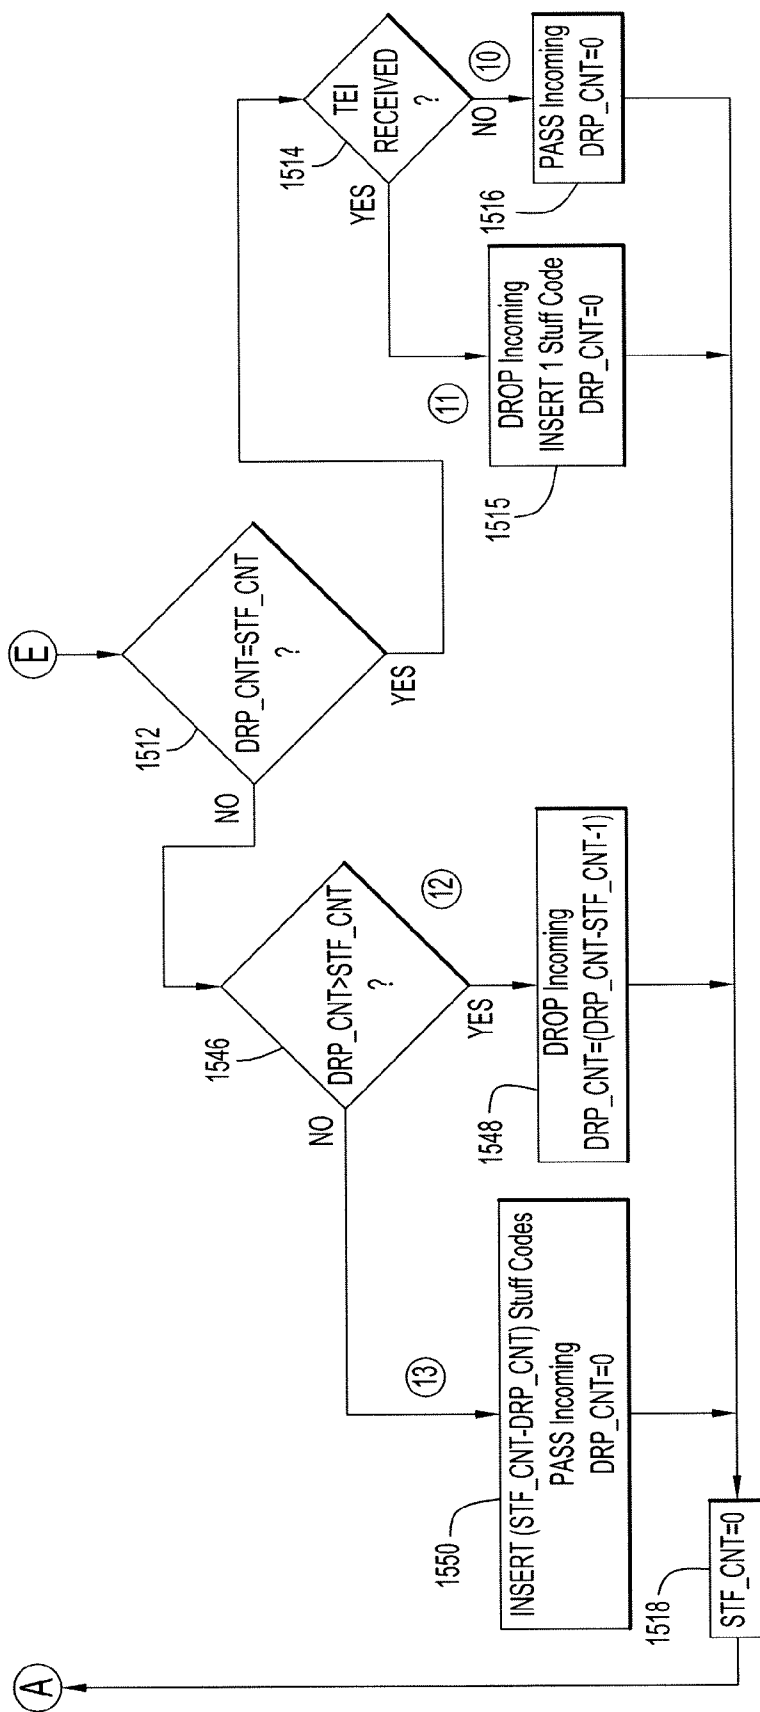 E
1512
DRP_CNT=STF_CNT
?
NO
YES
1514
TEI
RECEIVED
?
YES
NO
10
1516
PASS Incoming
DRP_CNT=0
11
1515
DROP Incoming
INSERT 1 Stuff Code
DRP_CNT=0
1546
DRP_CNT>STF_CNT
?
NO
YES
12
1548
DROP Incoming
DRP_CNT=(DRP_CNT-STF_CNT-1)
13
1550
INSERT (STF_CNT-DRP_CNT) Stuff Codes
PASS Incoming
DRP_CNT=0
1518
STF_CNT=0
A